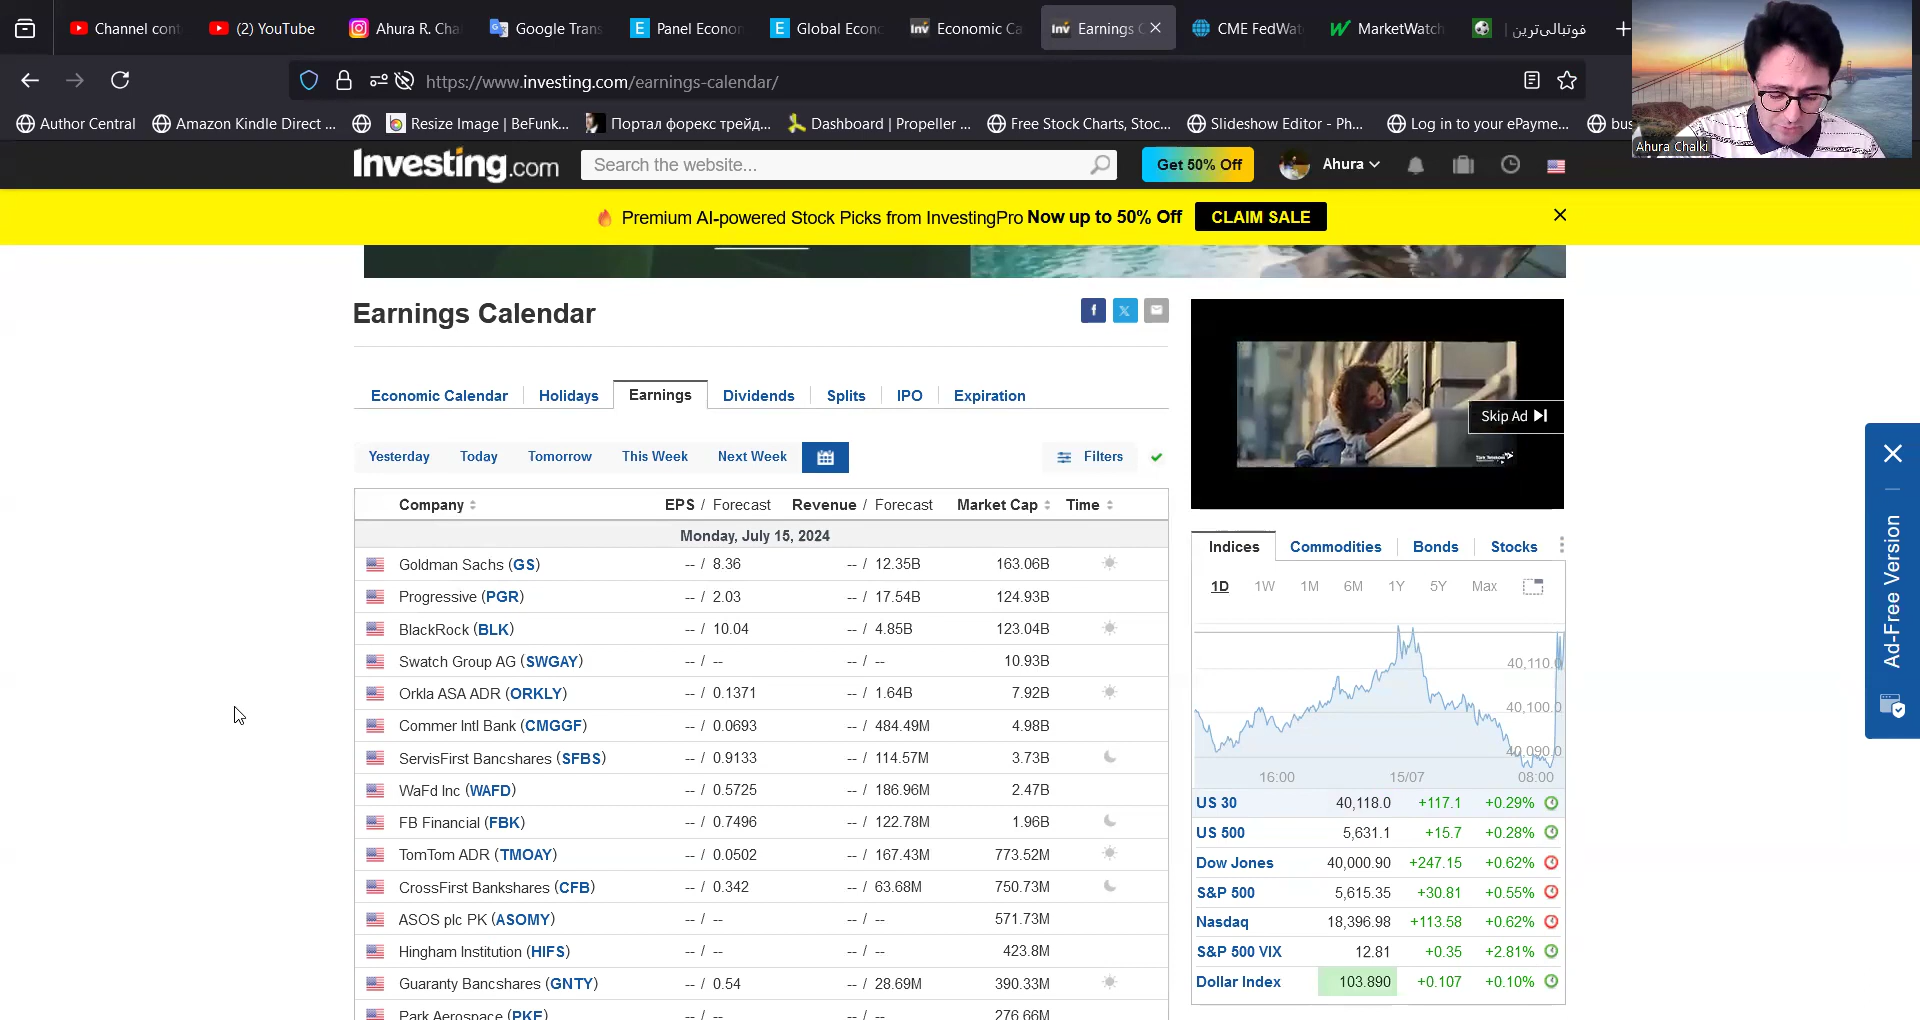 Channel cont
(2) YouTube
Ahura R. Cha
Google Trans
Panel Econor
Global Econ
Economic Ca
Earnings C
CME FedWat
MarketWatch
فوتبالی‌ترین |
https://www.investing.com/earnings-calendar/
Author Central
Amazon Kindle Direct ...
Resize Image | BeFunk...
Портал форекс трейд...
Dashboard | Propeller ...
Free Stock Charts, Stoc...
Slideshow Editor - Ph...
Log in to your ePayme...
bus
Ahura Chalki
Investing.com
Search the website...
Get 50% Off
Ahura
Premium AI-powered Stock Picks from InvestingPro Now up to 50% Off
CLAIM SALE
Earnings Calendar
Economic Calendar Holidays Earnings Dividends Splits IPO Expiration
Yesterday Today Tomorrow This Week Next Week Filters
Company EPS / Forecast Revenue / Forecast Market Cap Time
Monday, July 15, 2024
Goldman Sachs (GS) -- / 8.36 -- / 12.35B 163.06B
Progressive (PGR) -- / 2.03 -- / 17.54B 124.93B
BlackRock (BLK) -- / 10.04 -- / 4.85B 123.04B
Swatch Group AG (SWGAY) -- / -- -- / -- 10.93B
Orkla ASA ADR (ORKLY) -- / 0.1371 -- / 1.64B 7.92B
Commer Intl Bank (CMGGF) -- / 0.0693 -- / 484.49M 4.98B
ServisFirst Bancshares (SFBS) -- / 0.9133 -- / 114.57M 3.73B
WaFd Inc (WAFD) -- / 0.5725 -- / 186.96M 2.47B
FB Financial (FBK) -- / 0.7496 -- / 122.78M 1.96B
TomTom ADR (TMOAY) -- / 0.0502 -- / 167.43M 773.52M
CrossFirst Bankshares (CFB) -- / 0.342 -- / 63.68M 750.73M
ASOS plc PK (ASOMY) -- / -- -- / -- 571.73M
Hingham Institution (HIFS) -- / -- -- / -- 423.8M
Guaranty Bancshares (GNTY) -- / 0.54 -- / 28.69M 390.33M
Park Aerospace (PKE) -- / -- -- / -- 276.66M
Skip Ad
Türk Telekom
Indices Commodities Bonds Stocks
1D 1W 1M 6M 1Y 5Y Max
40,110.0
40,100.0
40,090.0
16:00 15/07 08:00
US 30 40,118.0 +117.1 +0.29%
US 500 5,631.1 +15.7 +0.28%
Dow Jones 40,000.90 +247.15 +0.62%
S&P 500 5,615.35 +30.81 +0.55%
Nasdaq 18,396.98 +113.58 +0.62%
S&P 500 VIX 12.81 +0.35 +2.81%
Dollar Index 103.890 +0.107 +0.10%
Ad-Free Version